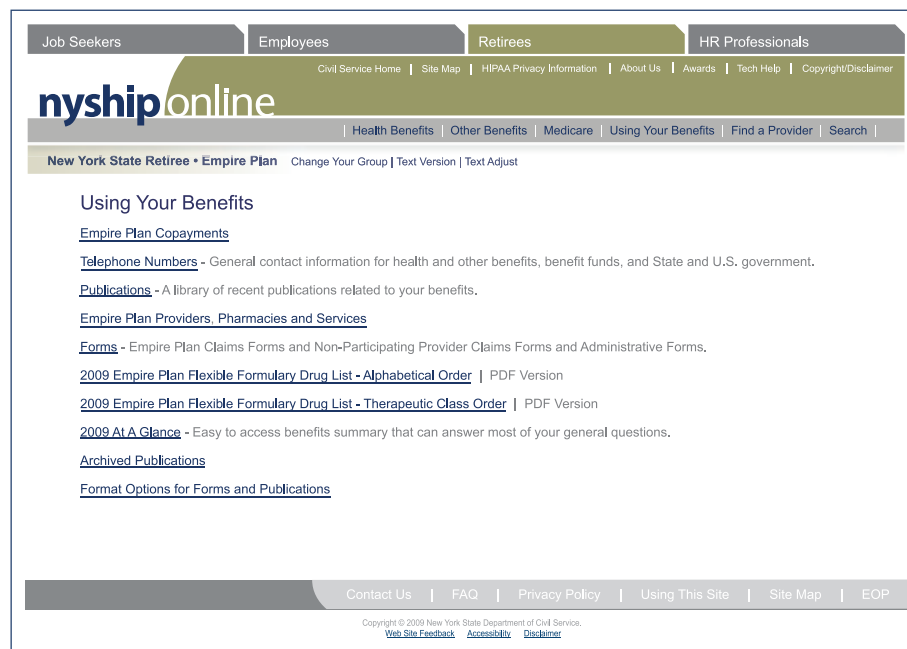 Job Seekers Employees Retirees HR Professionals
Civil Service Home | Site Map | HIPAA Privacy Information | About Us | Awards | Tech Help | Copyright/Disclaimer
nyship online
| Health Benefits | Other Benefits | Medicare | Using Your Benefits | Find a Provider | Search |
New York State Retiree • Empire Plan Change Your Group | Text Version | Text Adjust
Using Your Benefits
Empire Plan Copayments
Telephone Numbers - General contact information for health and other benefits, benefit funds, and State and U.S. government.
Publications - A library of recent publications related to your benefits.
Empire Plan Providers, Pharmacies and Services
Forms - Empire Plan Claims Forms and Non-Participating Provider Claims Forms and Administrative Forms.
2009 Empire Plan Flexible Formulary Drug List - Alphabetical Order | PDF Version
2009 Empire Plan Flexible Formulary Drug List - Therapeutic Class Order | PDF Version
2009 At A Glance - Easy to access benefits summary that can answer most of your general questions.
Archived Publications
Format Options for Forms and Publications
Contact Us | FAQ | Privacy Policy | Using This Site | Site Map | EOP
Copyright © 2009 New York State Department of Civil Service.
Web Site Feedback Accessibility Disclaimer